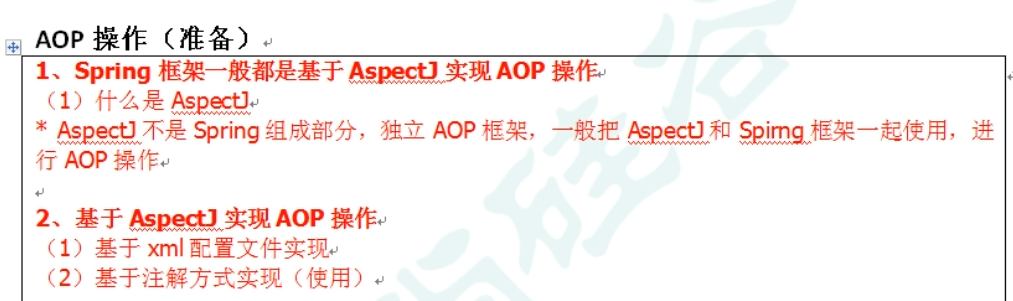 AOP 操作（准备）
1、Spring 框架一般都是基于 AspectJ 实现 AOP 操作
（1）什么是 AspectJ
* AspectJ 不是 Spring 组成部分，独立 AOP 框架，一般把 AspectJ 和 Spirng 框架一起使用，进
行 AOP 操作
2、基于 AspectJ 实现 AOP 操作
（1）基于 xml 配置文件实现
（2）基于注解方式实现（使用）